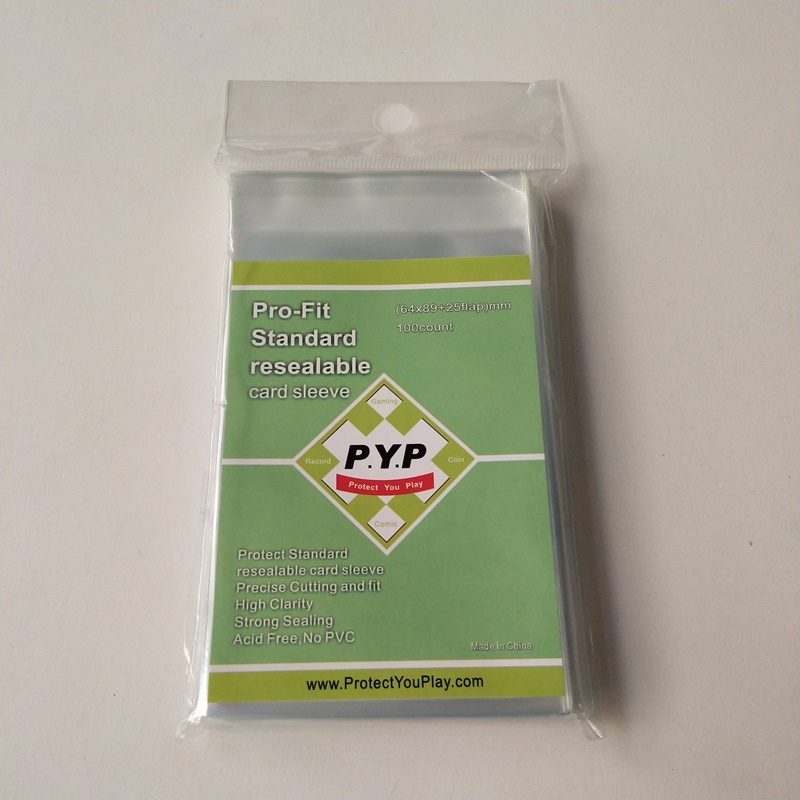 Pro-Fit
Standard
resealable
card sleeve
(64x89+25flap)mm
100count
Gaming
Record
P.Y.P
Coin
Protect You Play
Comic
Protect Standard
resealable card sleeve
Precise Cutting and fit
High Clarity
Strong Sealing
Acid Free,No PVC
Made In China
www.ProtectYouPlay.com